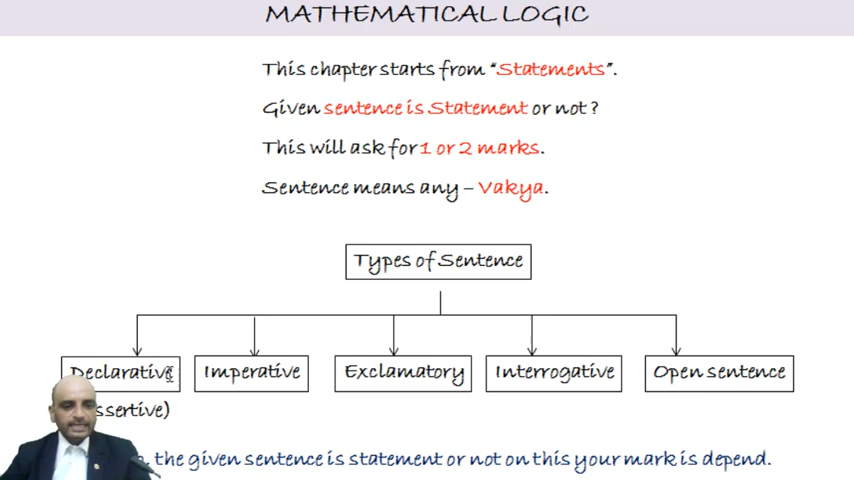 MATHEMATICAL LOGIC
This chapter starts from "Statements".
Given sentence is Statement or not?
This will ask for 1 or 2 marks.
Sentence means any – Vakya.
Types of Sentence
Declarative Imperative Exclamatory Interrogative Open sentence
the given sentence is statement or not on this your mark is depend.